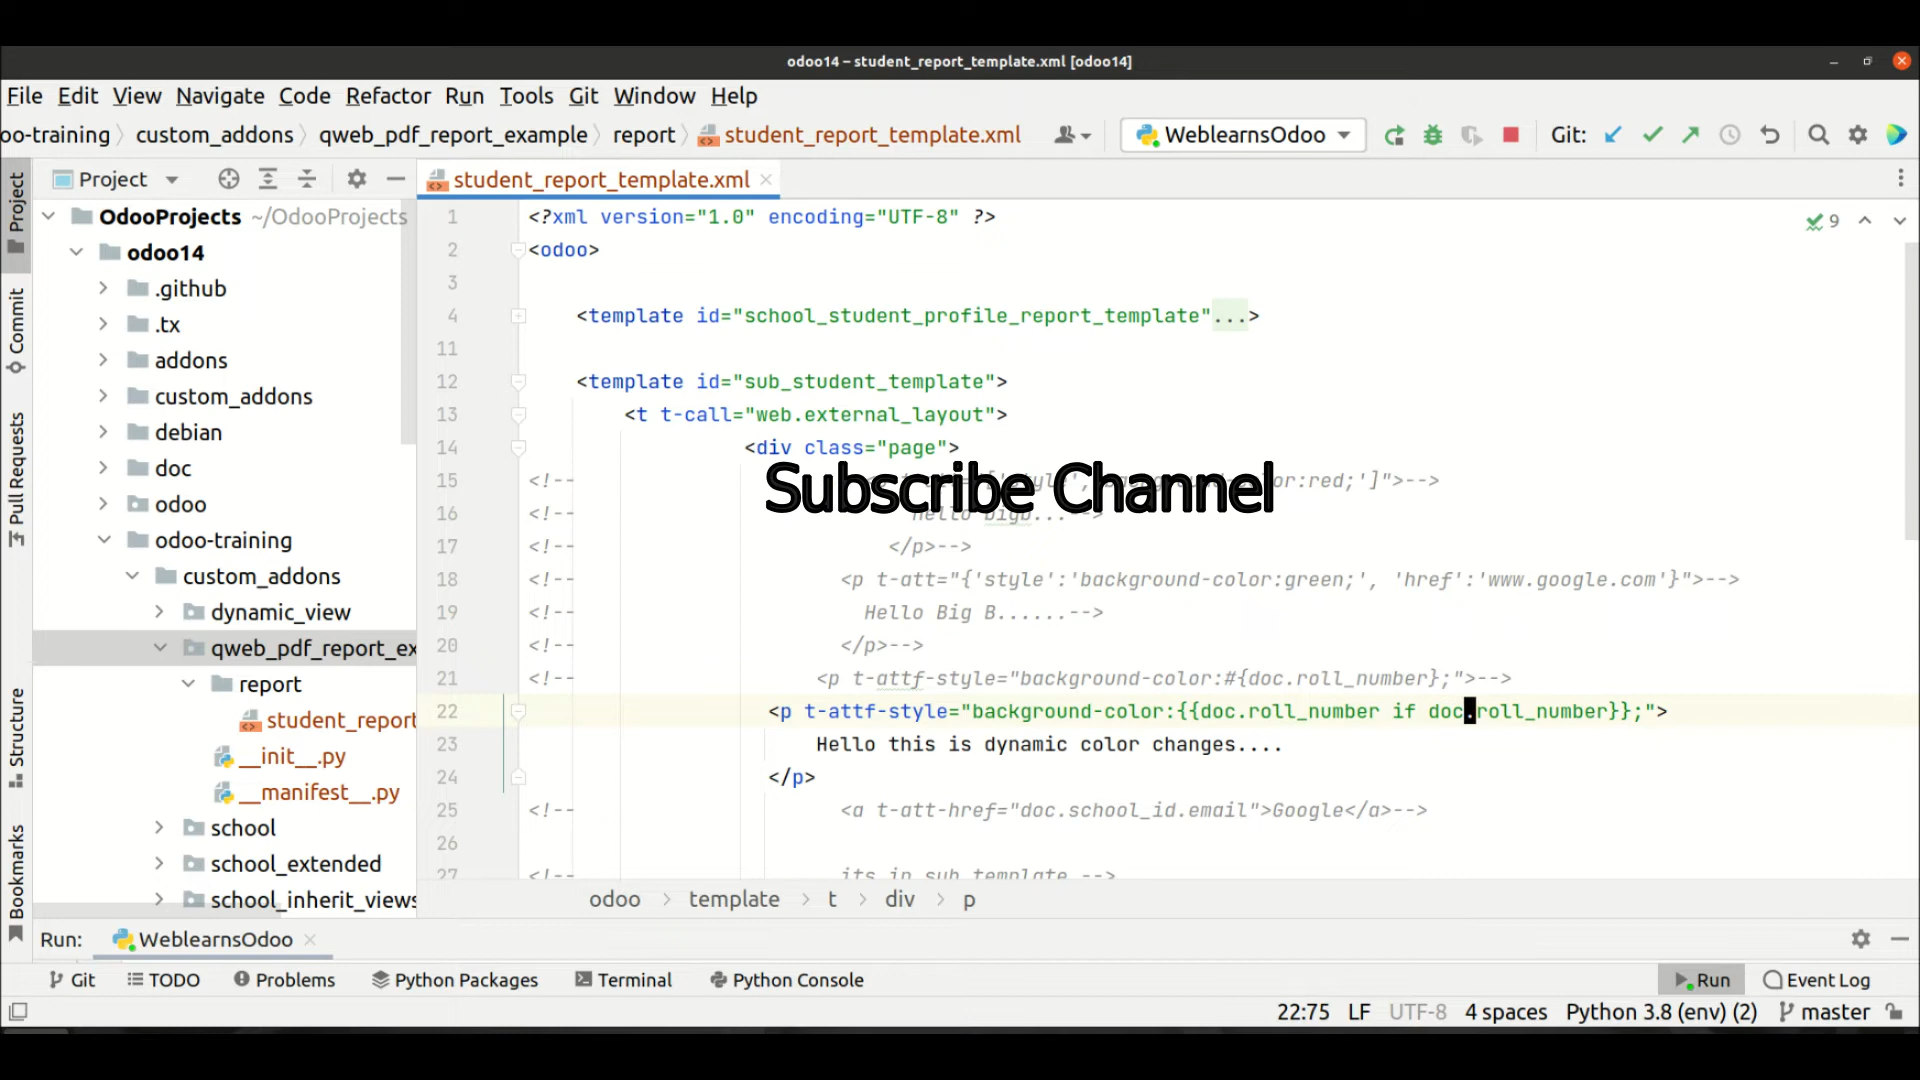 odoo14 – student_report_template.xml [odoo14]
File Edit View Navigate Code Refactor Run Tools Git Window Help
oo-training custom_addons qweb_pdf_report_example report student_report_template.xml WeblearnsOdoo Git:
Project student_report_template.xml
Project
Commit
Pull Requests
Structure
Bookmarks
OdooProjects ~/OdooProjects
odoo14
.github
.tx
addons
custom_addons
debian
doc
odoo
odoo-training
custom_addons
dynamic_view
qweb_pdf_report_ex
report
student_report
__init__.py
__manifest__.py
school
school_extended
school_inherit_views
1 <?xml version="1.0" encoding="UTF-8" ?>
2 <odoo>
3
4 <template id="school_student_profile_report_template"...>
11
12 <template id="sub_student_template">
13 <t t-call="web.external_layout">
14 <div class="page">
15 <!-- :red;']">-->
Subscribe Channel
16 <!--
17 <!-- </p>-->
18 <!-- <p t-att="{'style':'background-color:green;', 'href':'www.google.com'}">-->
19 <!-- Hello Big B......-->
20 <!-- </p>-->
21 <!-- <p t-attf-style="background-color:#{doc.roll_number};">-->
22 <p t-attf-style="background-color:{{doc.roll_number if doc.roll_number}};">
23 Hello this is dynamic color changes....
24 </p>
25 <!-- <a t-att-href="doc.school_id.email">Google</a>-->
26
27 <!-- its in sub template -->
9
odoo template t div p
Run: WeblearnsOdoo
Git TODO Problems Python Packages Terminal Python Console Run Event Log
22:75 LF UTF-8 4 spaces Python 3.8 (env) (2) master